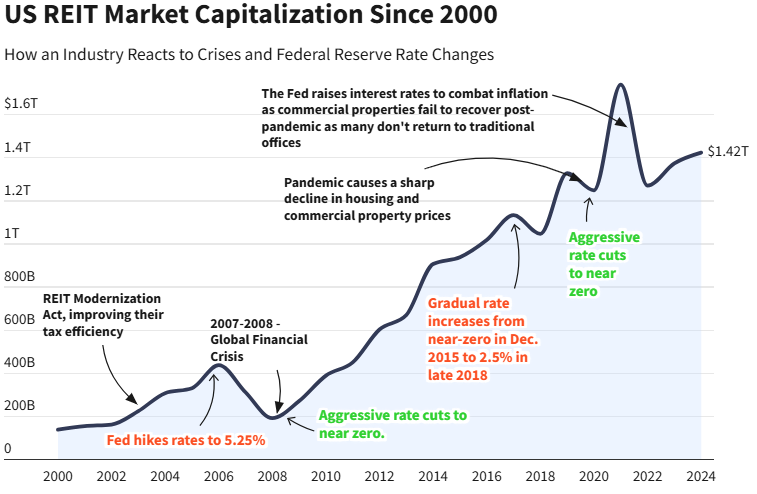 US REIT Market Capitalization Since 2000
How an Industry Reacts to Crises and Federal Reserve Rate Changes
The Fed raises interest rates to combat inflation
as commercial properties fail to recover post-
pandemic as many don't return to traditional
offices
$1.6T
1.4T
$1.42T
Pandemic causes a sharp
decline in housing and
commercial property prices
1.2T
1T
Aggressive
rate cuts
to near
zero
800B
REIT Modernization
Act, improving their
tax efficiency
Gradual rate
increases from
near-zero in Dec.
2015 to 2.5% in
late 2018
600B
2007-2008 -
Global Financial
Crisis
400B
200B
Aggressive rate cuts to
near zero.
Fed hikes rates to 5.25%
0
2000 2002 2004 2006 2008 2010 2012 2014 2016 2018 2020 2022 2024